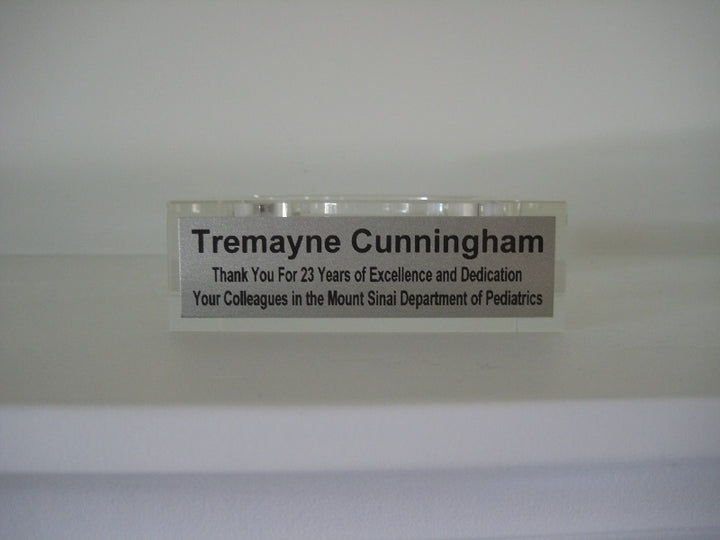 Tremayne Cunningham
Thank You For 23 Years of Excellence and Dedication
Your Colleagues in the Mount Sinai Department of Pediatrics